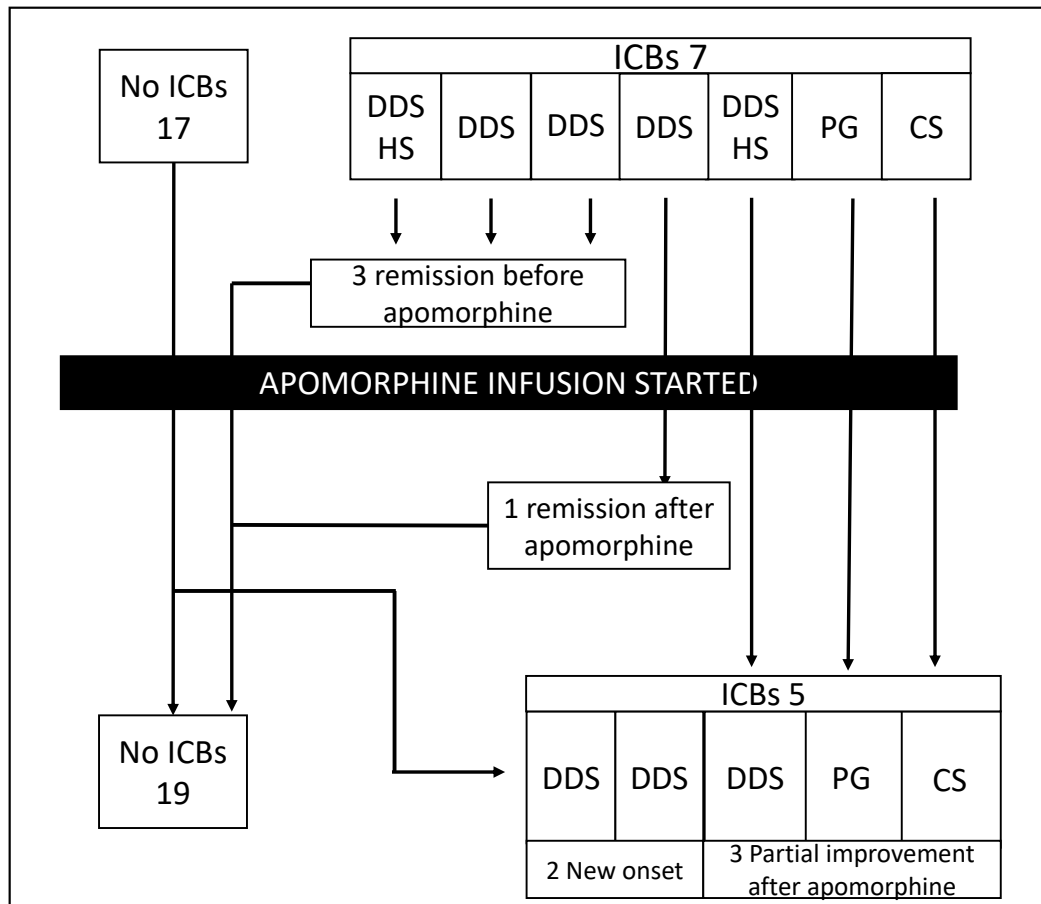 No ICBs
17
ICBs 7
DDS
HS
DDS
DDS
DDS
DDS
HS
PG
CS
3 remission before
apomorphine
APOMORPHINE INFUSION STARTED
1 remission after
apomorphine
No ICBs
19
ICBs 5
DDS
DDS
DDS
PG
CS
2 New onset
3 Partial improvement
after apomorphine